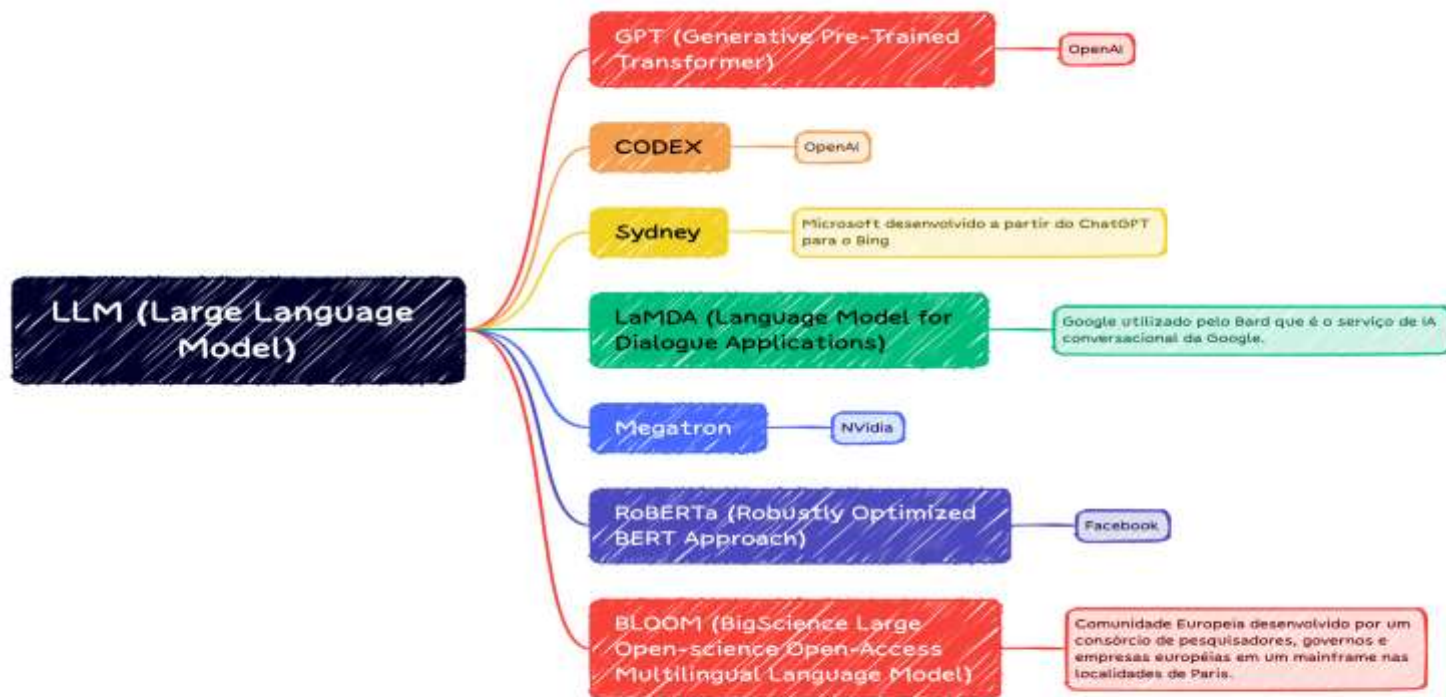 GPT (Generative Pre-Trained
Transformer)
OpenAI
CODEX
OpenAI
Sydney
Microsoft desenvolvido a partir do ChatGPT
para o Bing
LLM (Large Language
Model)
LaMDA (Language Model for
Dialogue Applications)
Google utilizado pelo Bard que é o serviço de IA
conversacional da Google.
Megatron
NVidia
RoBERTa (Robustly Optimized
BERT Approach)
Facebook
BLOOM (BigScience Large
Open-science Open-Access
Multilingual Language Model)
Comunidade Europeia desenvolvido por um
consórcio de pesquisadores, governos e
empresas européias em um mainframe nas
localidades de Paris.